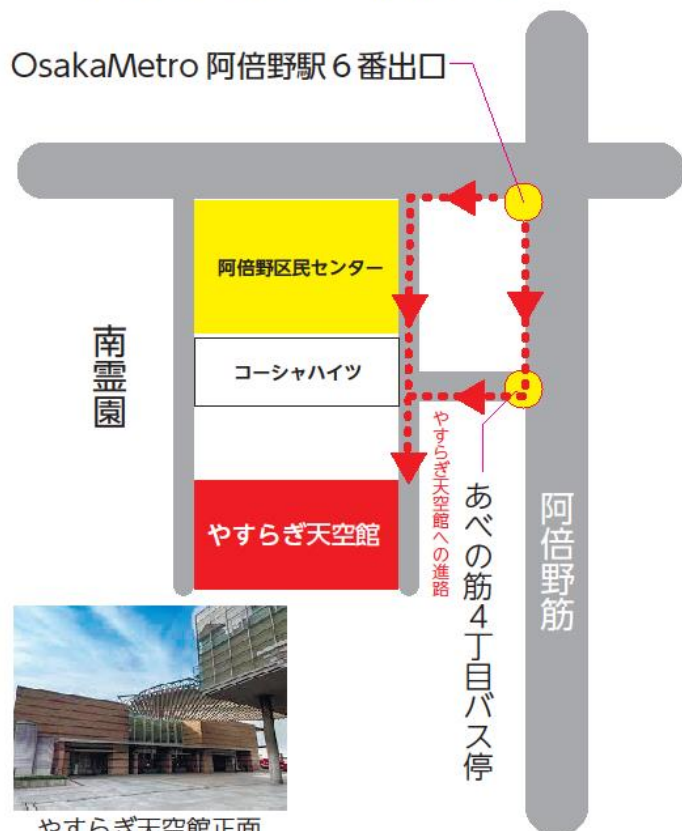 OsakaMetro 阿倍野駅6番出口
阿倍野区民センター
南霊園
コーシャハイツ
やすらぎ天空館
やすらぎ天空館への進路
あべの筋4丁目バス停
阿倍野筋
やすらぎ天空館正面